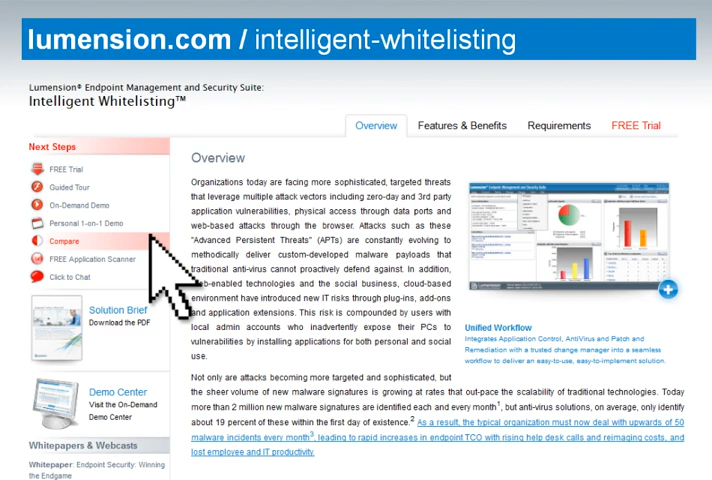 lumension.com / intelligent-whitelisting
Lumension® Endpoint Management and Security Suite:
Intelligent Whitelisting™
Overview
Features & Benefits
Requirements
FREE Trial
Next Steps
FREE Trial
Guided Tour
On-Demand Demo
Personal 1-on-1 Demo
Compare
FREE Application Scanner
Click to Chat
Solution Brief
Download the PDF
Demo Center
Visit the On-Demand
Demo Center
Whitepapers & Webcasts
Whitepaper: Endpoint Security: Winning
the Endgame
Overview
Organizations today are facing more sophisticated, targeted threats
that leverage multiple attack vectors including zero-day and 3rd party
application vulnerabilities, physical access through data ports and
web-based attacks through the browser. Attacks such as these
"Advanced Persistent Threats" (APTs) are constantly evolving to
methodically deliver custom-developed malware payloads that
traditional anti-virus cannot proactively defend against. In addition,
web-enabled technologies and the social business, cloud-based
environment have introduced new IT risks through plug-ins, add-ons
and application extensions. This risk is compounded by users with
local admin accounts who inadvertently expose their PCs to
vulnerabilities by installing applications for both personal and social
use.
Unified Workflow
Integrates Application Control, AntiVirus and Patch and
Remediation with a trusted change manager into a seamless
workflow to deliver an easy-to-use, easy-to-implement solution.
Not only are attacks becoming more targeted and sophisticated, but
the sheer volume of new malware signatures is growing at rates that out-pace the scalability of traditional technologies. Today
more than 2 million new malware signatures are identified each and every month1, but anti-virus solutions, on average, only identify
about 19 percent of these within the first day of existence.2 As a result, the typical organization must now deal with upwards of 50
malware incidents every month3, leading to rapid increases in endpoint TCO with rising help desk calls and reimaging costs, and
lost employee and IT productivity.